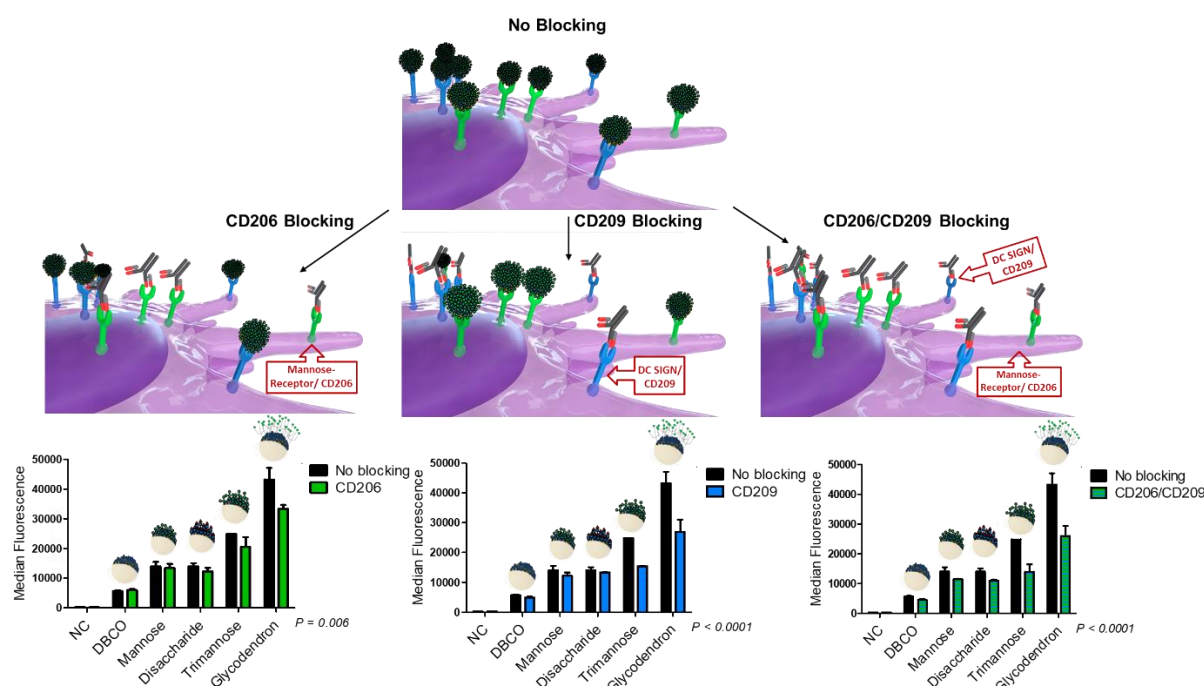 No Blocking
CD206 Blocking
CD209 Blocking
CD206/CD209 Blocking
Mannose-
Receptor/ CD206
DC SIGN/
CD209
DC SIGN/
CD209
Mannose-
Receptor/ CD206
Median Fluorescence
50000
40000
30000
20000
10000
0
No blocking
CD206
NC
DBCO
Mannose
Disaccharide
Trimannose
Glycodendron
P = 0.006
Median Fluorescence
50000
40000
30000
20000
10000
0
No blocking
CD209
NC
DBCO
Mannose
Disaccharide
Trimannose
Glycodendron
P < 0.0001
Median Fluorescence
50000
40000
30000
20000
10000
0
No blocking
CD206/CD209
NC
DBCO
Mannose
Disaccharide
Trimannose
Glycodendron
P < 0.0001